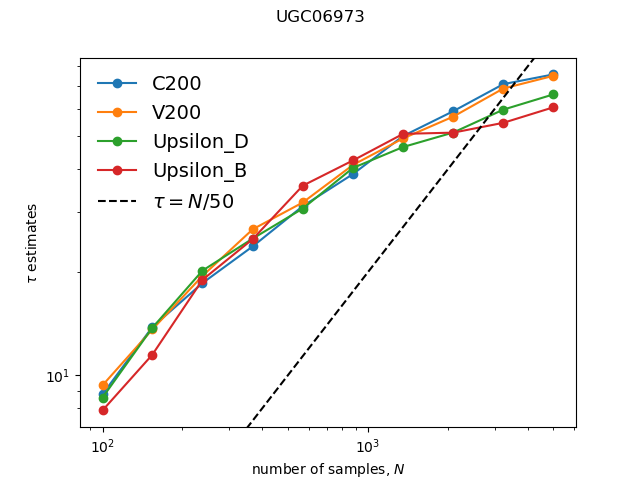 UGC06973
C200
V200
Upsilon_D
Upsilon_B
τ = N/50
τ estimates
10¹
10² 10³
number of samples, N